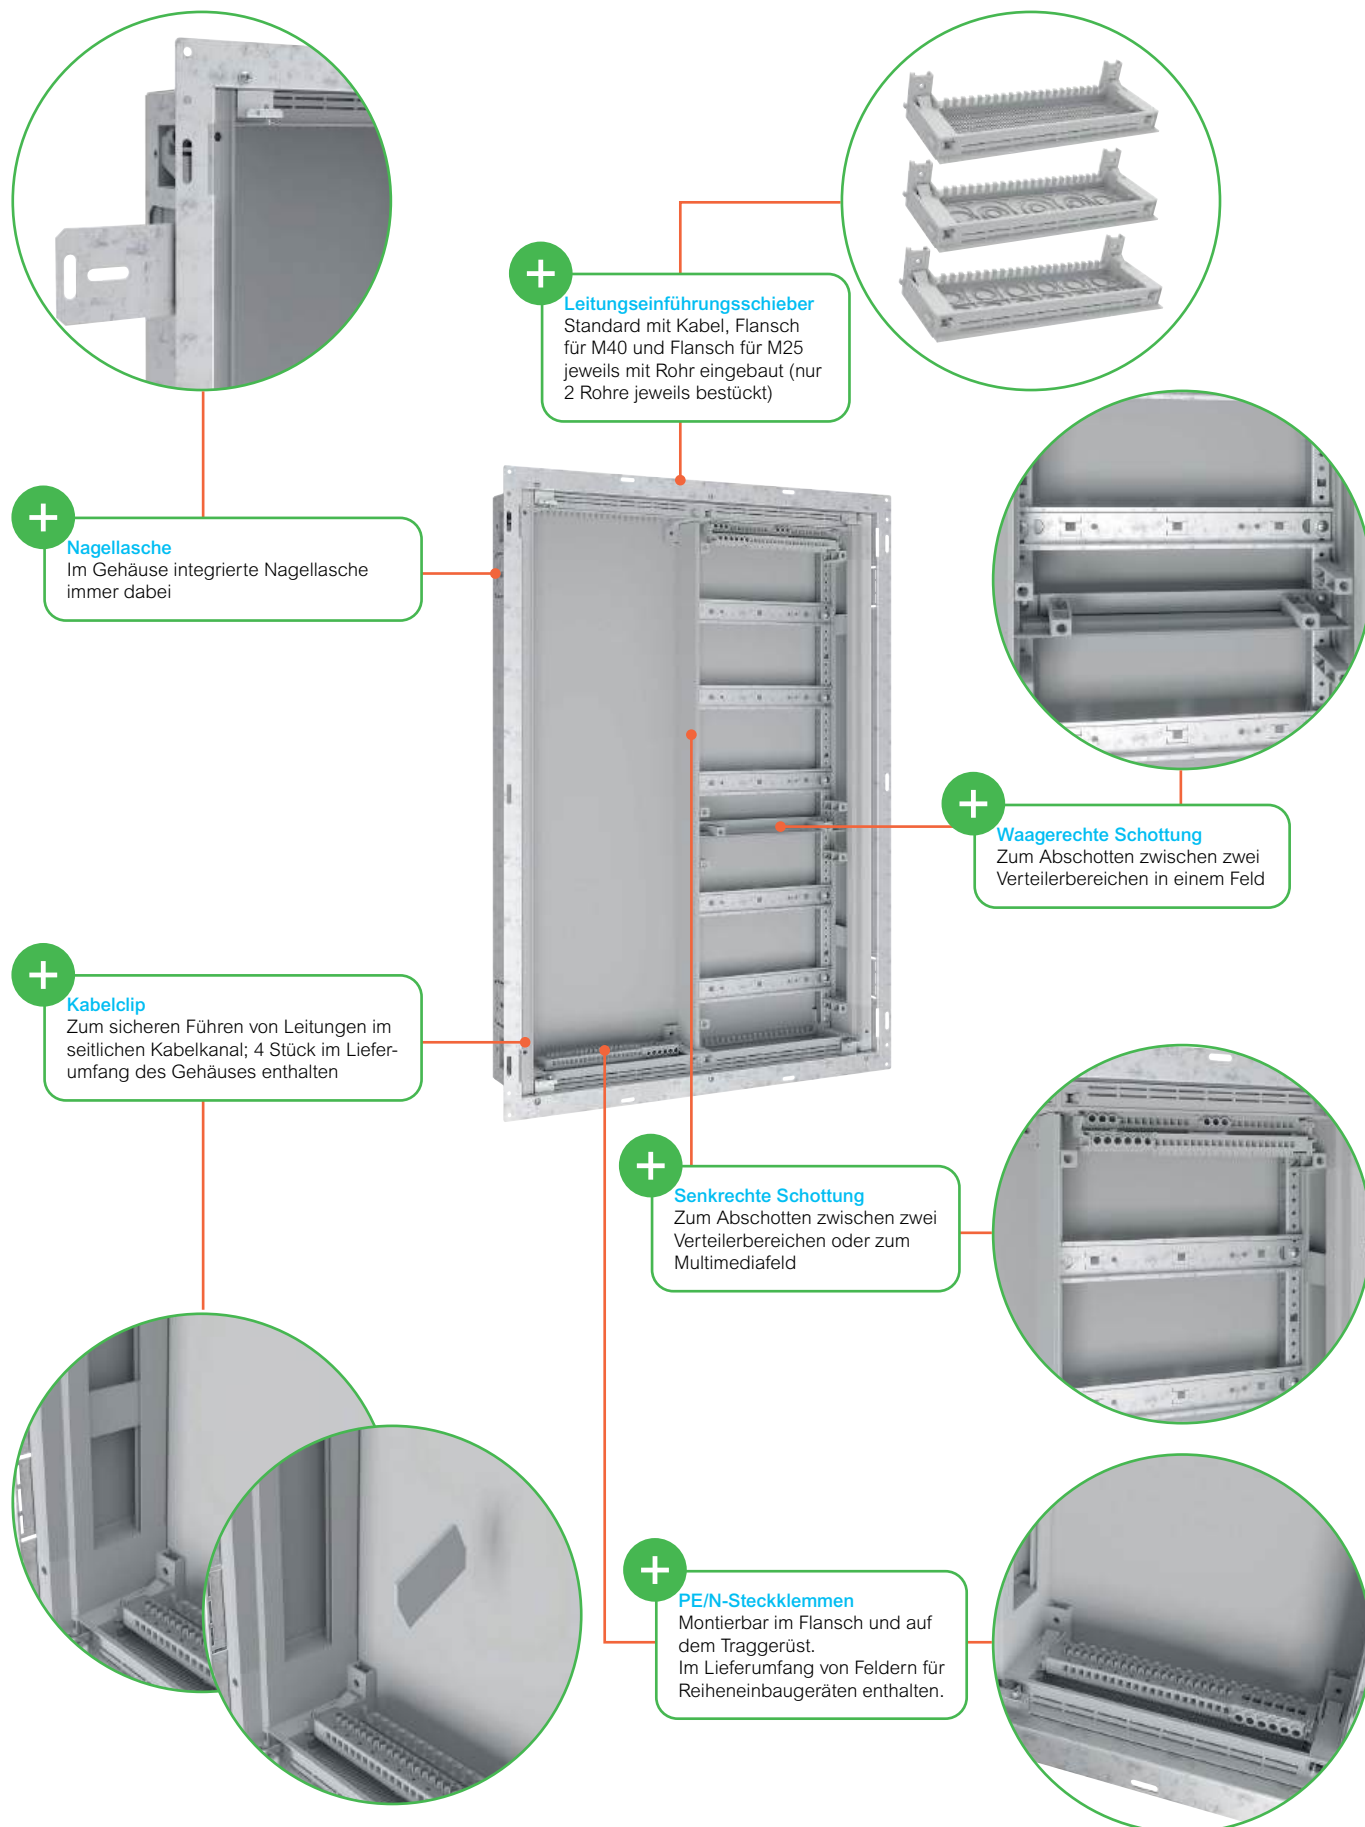 Leitungseinführungsschieber
Standard mit Kabel, Flansch
für M40 und Flansch für M25
jeweils mit Rohr eingebaut (nur
2 Rohre jeweils bestückt)
Nagellasche
Im Gehäuse integrierte Nagellasche
immer dabei
Waagerechte Schottung
Zum Abschotten zwischen zwei
Verteilerbereichen in einem Feld
Kabelclip
Zum sicheren Führen von Leitungen im
seitlichen Kabelkanal; 4 Stück im Liefer-
umfang des Gehäuses enthalten
Senkrechte Schottung
Zum Abschotten zwischen zwei
Verteilerbereichen oder zum
Multimediafeld
PE/N-Steckklemmen
Montierbar im Flansch und auf
dem Traggerüst.
Im Lieferumfang von Feldern für
Reiheneinbaugeräten enthalten.